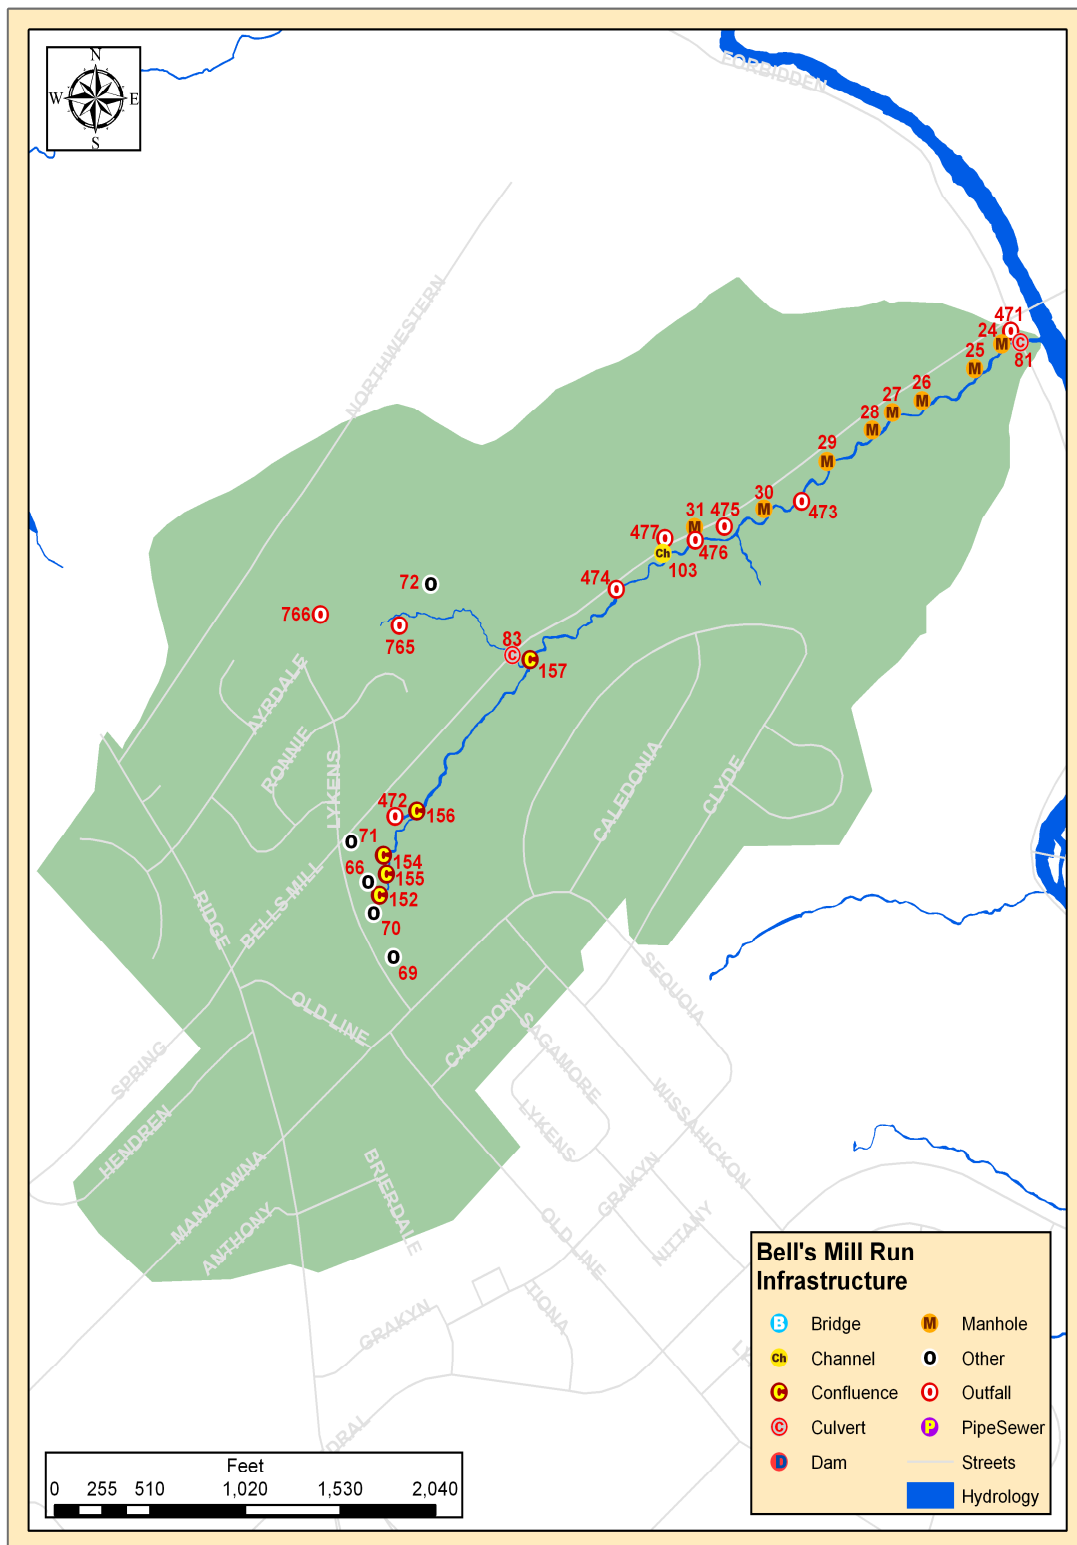 N
W E
S
FORBIDDEN
NORTHWESTERN
471
24
M O C
25
81
M
26
27
M
28
M
M
29
M
30
473
M O
31
475
477
M O
O
O
476
Ch
103
474
O
72 O
766 O
O
765
83
C C
157
AYRDALE
RONNIE
LYKENS
CALEDONIA
CLYDE
472
O C
156
71
O
C
154
66
C
155
O
C
152
O
70
O
69
RIDGE
BELLS MILL
OLD LINE
CALEDONIA
SEQUOIA
SAGAMORE
SPRING
HENDREN
LYKENS
WISSAHICKON
MANATAWNA
BRIERDALE
GRAKYN
ANTHONY
OLD LINE
NITTANY
GRAKYN
TIONA
DRAL
Bell's Mill Run
Infrastructure
B Bridge
M Manhole
Ch Channel
O Other
C Confluence
O Outfall
C Culvert
P PipeSewer
D Dam
Streets
Hydrology
Feet
0 255 510 1,020 1,530 2,040